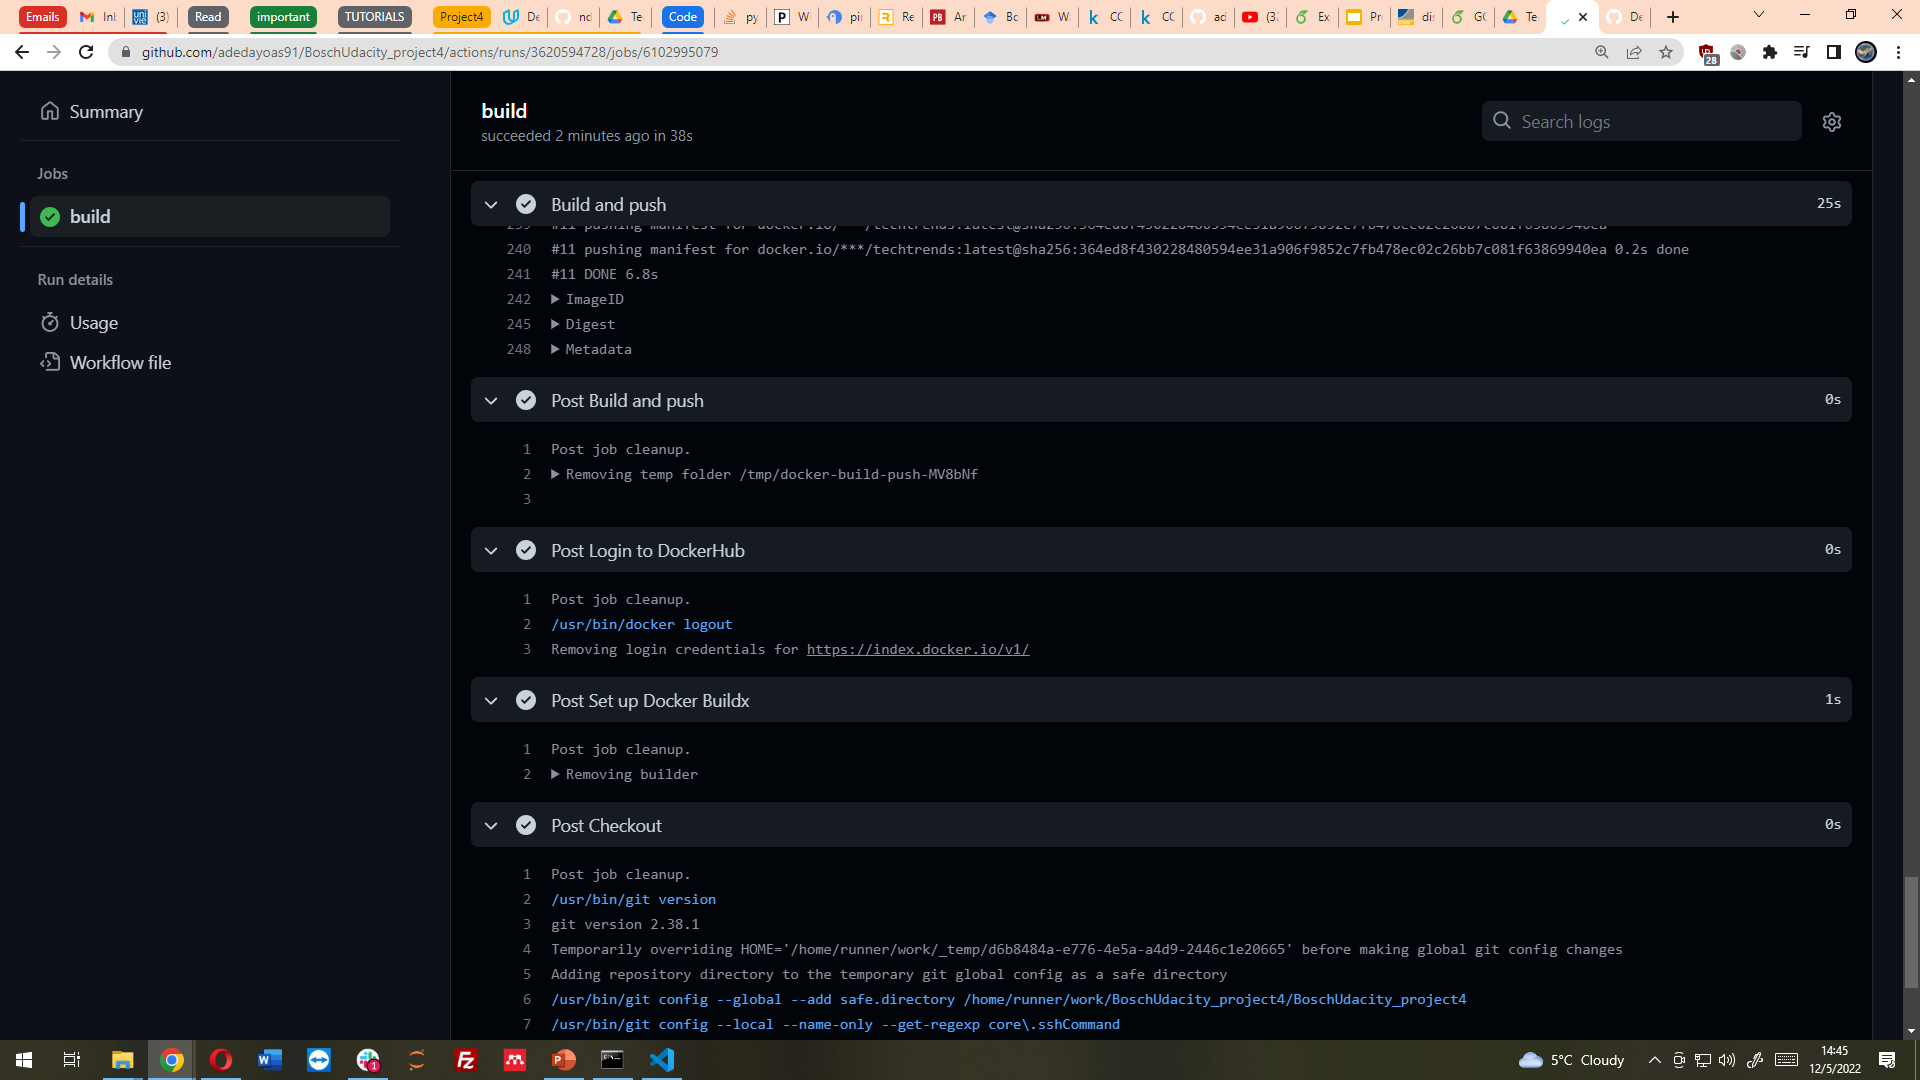 Emails
Inl
(3)
Read
important
TUTORIALS
Project4
De
nc
Te
Code
py
W
pii
Re
Ar
Bc
W
CC
CC
ad
(3:
Ex
Pr
di:
GC
Te
De
github.com/adedayoas91/BoschUdacity_project4/actions/runs/3620594728/jobs/6102995079
28
Summary
Jobs
build
Run details
Usage
Workflow file
build
succeeded 2 minutes ago in 38s
Search logs
Build and push
25s
240 #11 pushing manifest for docker.io/***/techtrends:latest@sha256:364ed8f430228480594ee31a906f9852c7fb478ec02c26bb7c081f63869940ea 0.2s done
241 #11 DONE 6.8s
242 ImageID
245 Digest
248 Metadata
Post Build and push
0s
1 Post job cleanup.
2 Removing temp folder /tmp/docker-build-push-MV8bNf
3
Post Login to DockerHub
0s
1 Post job cleanup.
2 /usr/bin/docker logout
3 Removing login credentials for https://index.docker.io/v1/
Post Set up Docker Buildx
1s
1 Post job cleanup.
2 Removing builder
Post Checkout
0s
1 Post job cleanup.
2 /usr/bin/git version
3 git version 2.38.1
4 Temporarily overriding HOME='/home/runner/work/_temp/d6b8484a-e776-4e5a-a4d9-2446c1e20665' before making global git config changes
5 Adding repository directory to the temporary git global config as a safe directory
6 /usr/bin/git config --global --add safe.directory /home/runner/work/BoschUdacity_project4/BoschUdacity_project4
7 /usr/bin/git config --local --name-only --get-regexp core\.sshCommand
5°C Cloudy
14:45
12/5/2022